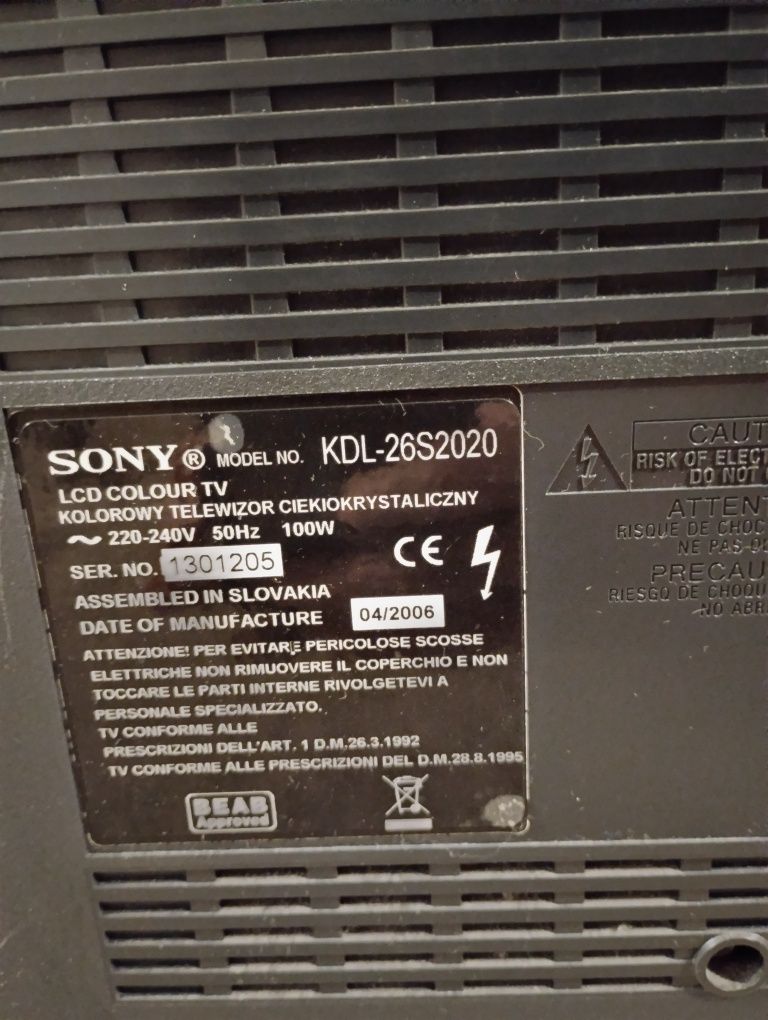 SONY® MODEL NO. KDL-26S2020
LCD COLOUR TV
KOLOROWY TELEWIZOR CIEKIOKRYSTALICZNY
~ 220-240V 50Hz 100W
SER. NO. 1301205
CE
ASSEMBLED IN SLOVAKIA
DATE OF MANUFACTURE 04/2006
ATTENZIONE! PER EVITARE PERICOLOSE SCOSSE
ELETTRICHE NON RIMUOVERE IL COPERCHIO E NON
TOCCARE LE PARTI INTERNE RIVOLGETEVI A
PERSONALE SPECIALIZZATO.
TV CONFORME ALLE
PRESCRIZIONI DELL'ART. 1 D.M.26.3.1992
TV CONFORME ALLE PRESCRIZIONI DEL D.M.28.8.1995
BEAB
Approved
CAUT
RISK OF ELECT
DO NOT
ATTEN
RISQUE DE CHOC
NE PAS
PRECAU
RIESGO DE CHOQU
NO ABRI